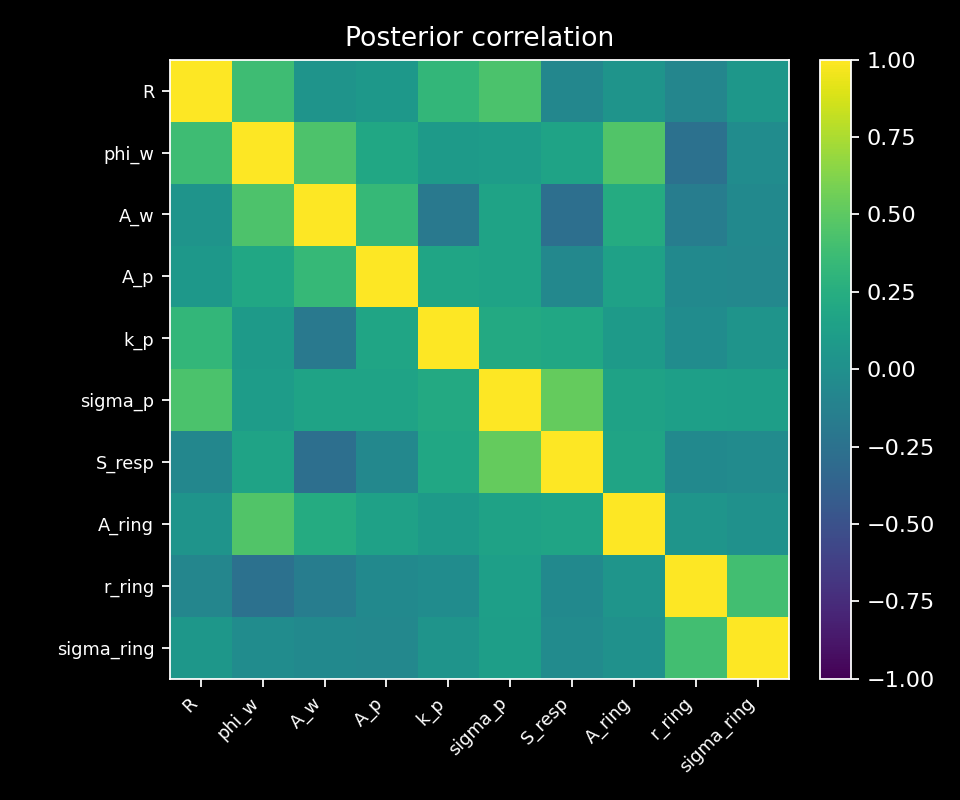 Posterior correlation
R
phi_w
A_w
A_p
k_p
sigma_p
S_resp
A_ring
r_ring
sigma_ring
R
phi_w
A_w
A_p
k_p
sigma_p
S_resp
A_ring
r_ring
sigma_ring
1.00
0.75
0.50
0.25
0.00
−0.25
−0.50
−0.75
−1.00